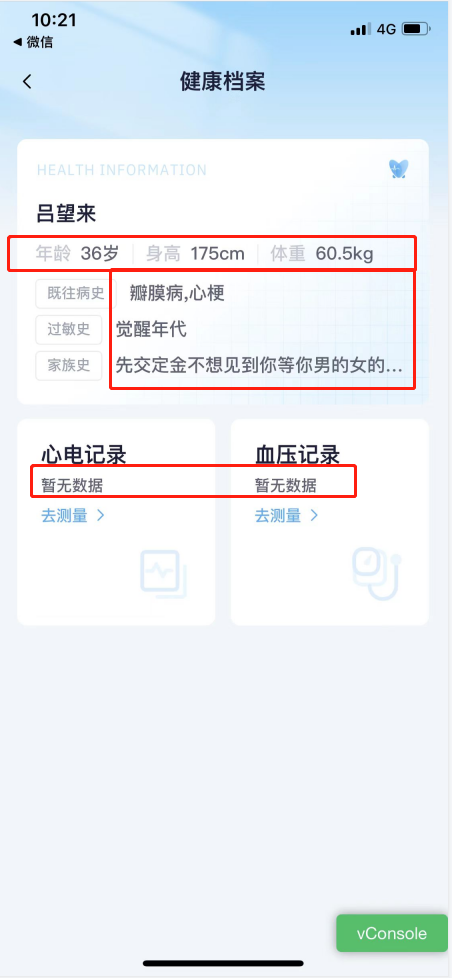 10:21
4G
◀ 微信
健康档案
HEALTH INFORMATION
吕望来
年龄 36岁 身高 175cm 体重 60.5kg
既往病史 瓣膜病,心梗
过敏史 觉醒年代
家族史 先交定金不想见到你等你男的女的...
心电记录 血压记录
暂无数据 暂无数据
去测量 > 去测量 >
vConsole